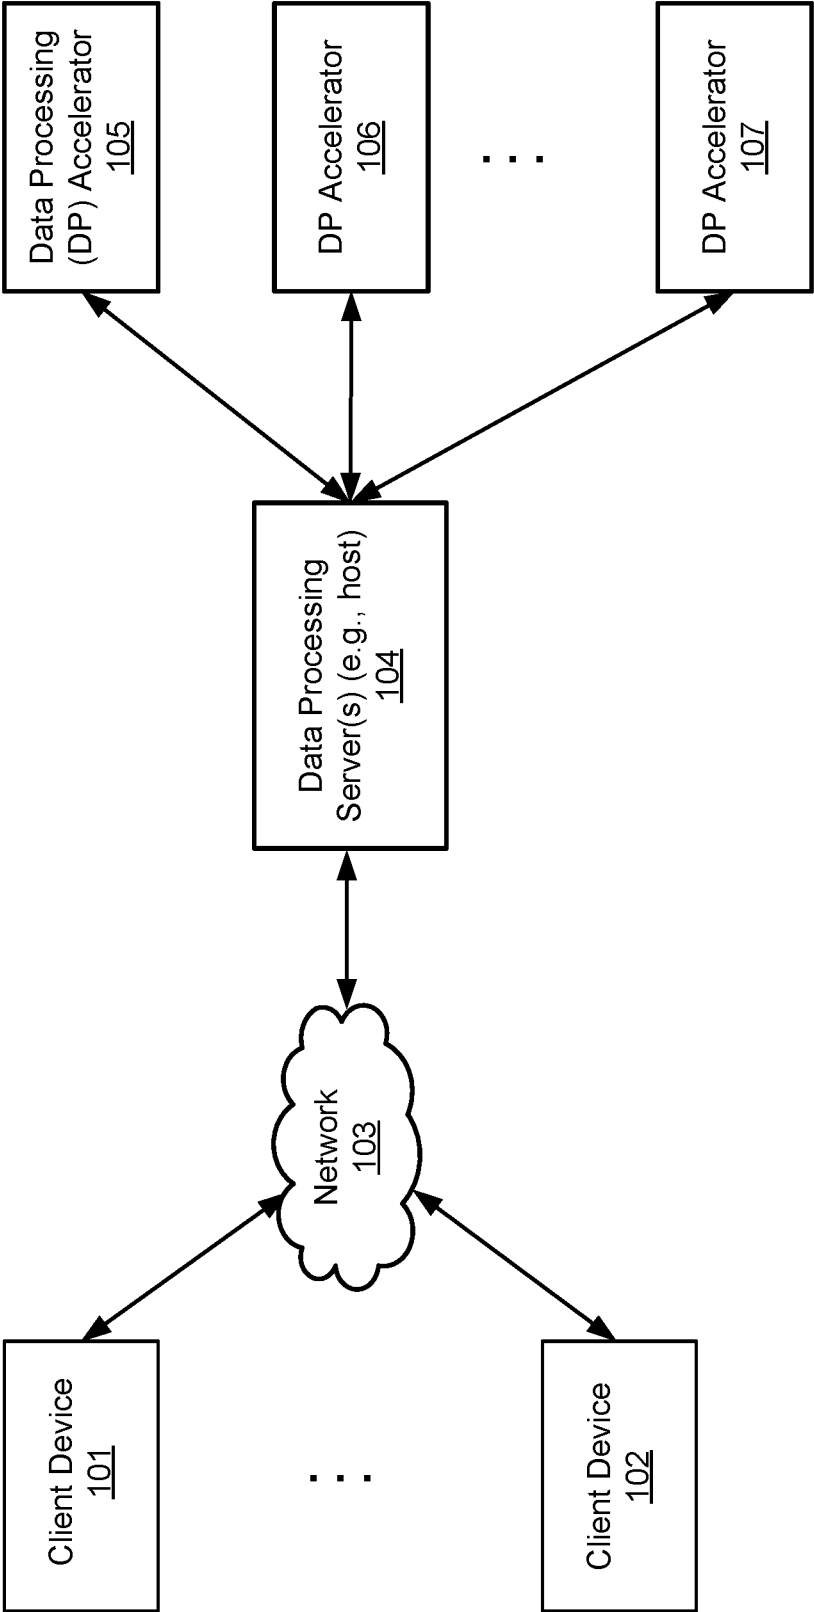 Client Device
101
. . .
Client Device
102
Network
103
Data Processing
Server(s) (e.g., host)
104
Data Processing
(DP) Accelerator
105
DP Accelerator
106
. . .
DP Accelerator
107